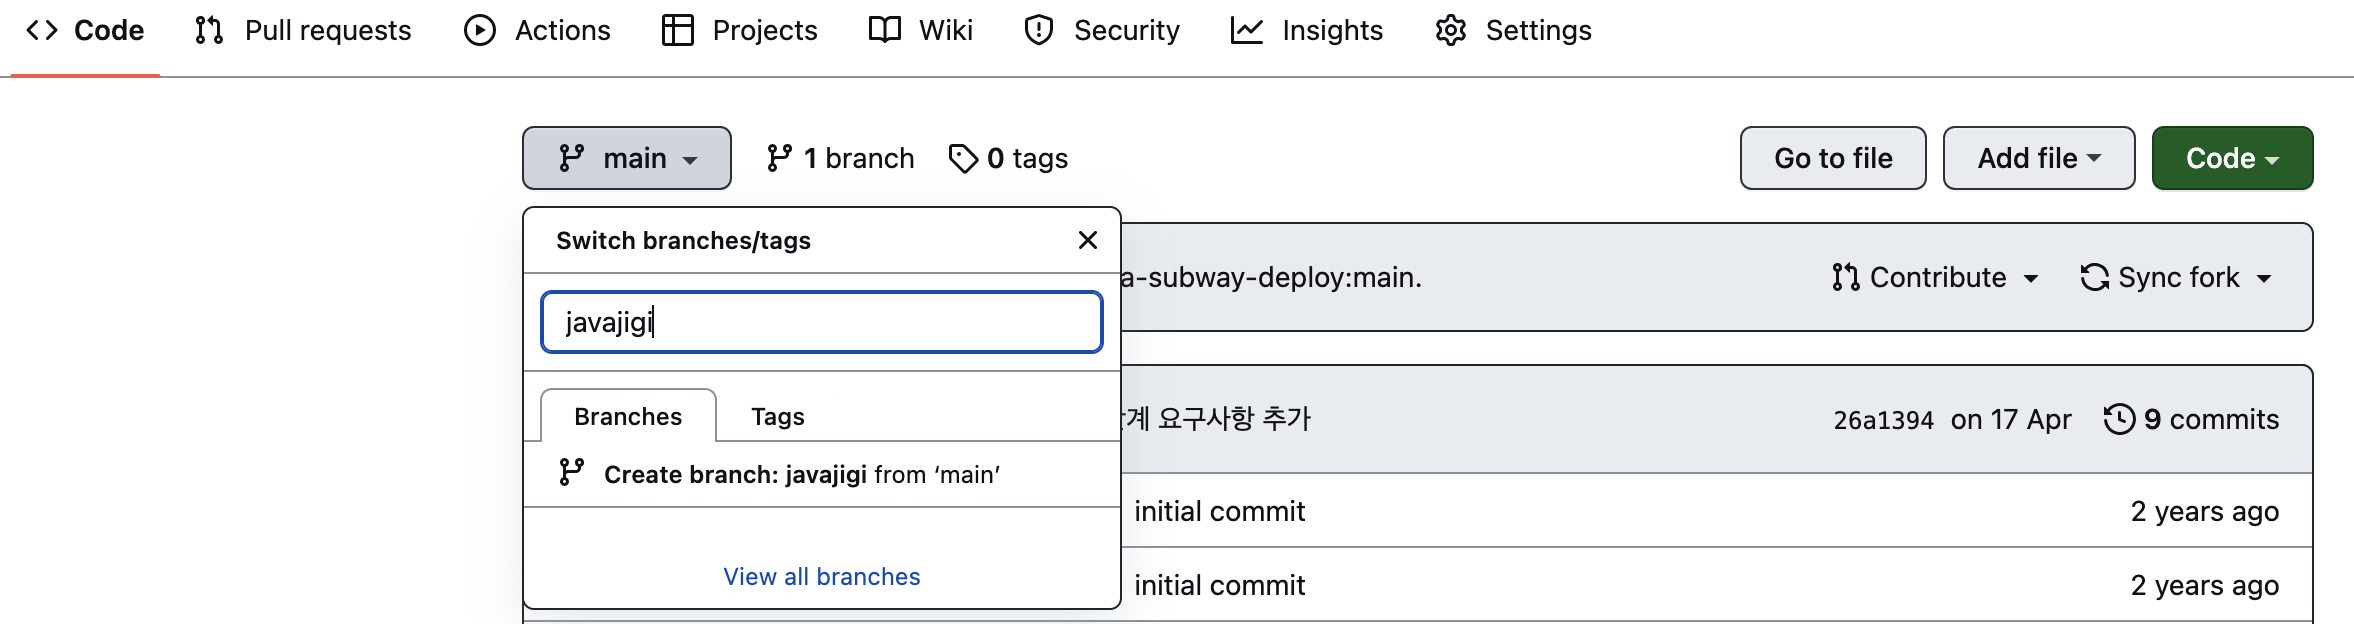 Code Pull requests Actions Projects Wiki Security Insights Settings
main 1 branch 0 tags Go to file Add file Code
Switch branches/tags
a-subway-deploy:main. Contribute Sync fork
javajigi
Branches Tags
계 요구사항 추가 26a1394 on 17 Apr 9 commits
Create branch: javajigi from ‘main’
initial commit 2 years ago
View all branches
initial commit 2 years ago